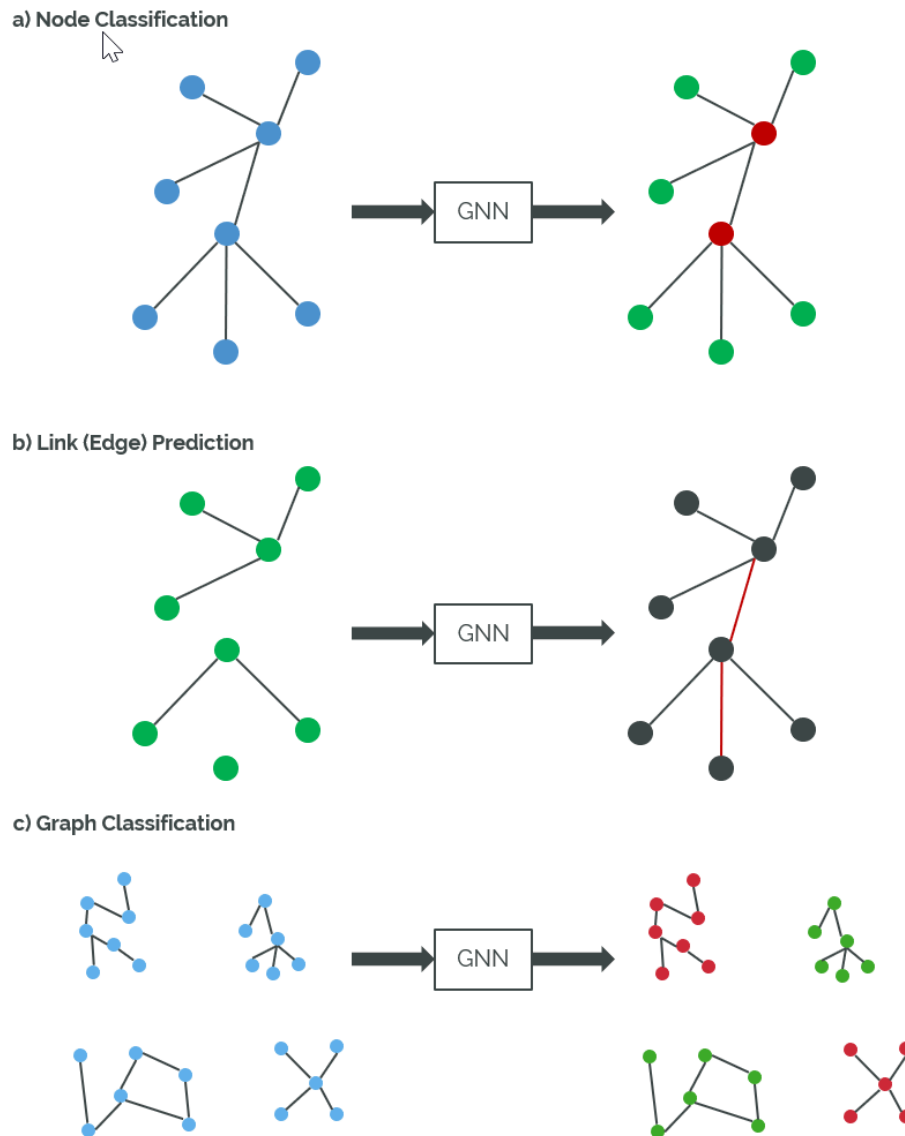 a) Node Classification
GNN
b) Link (Edge) Prediction
GNN
c) Graph Classification
GNN